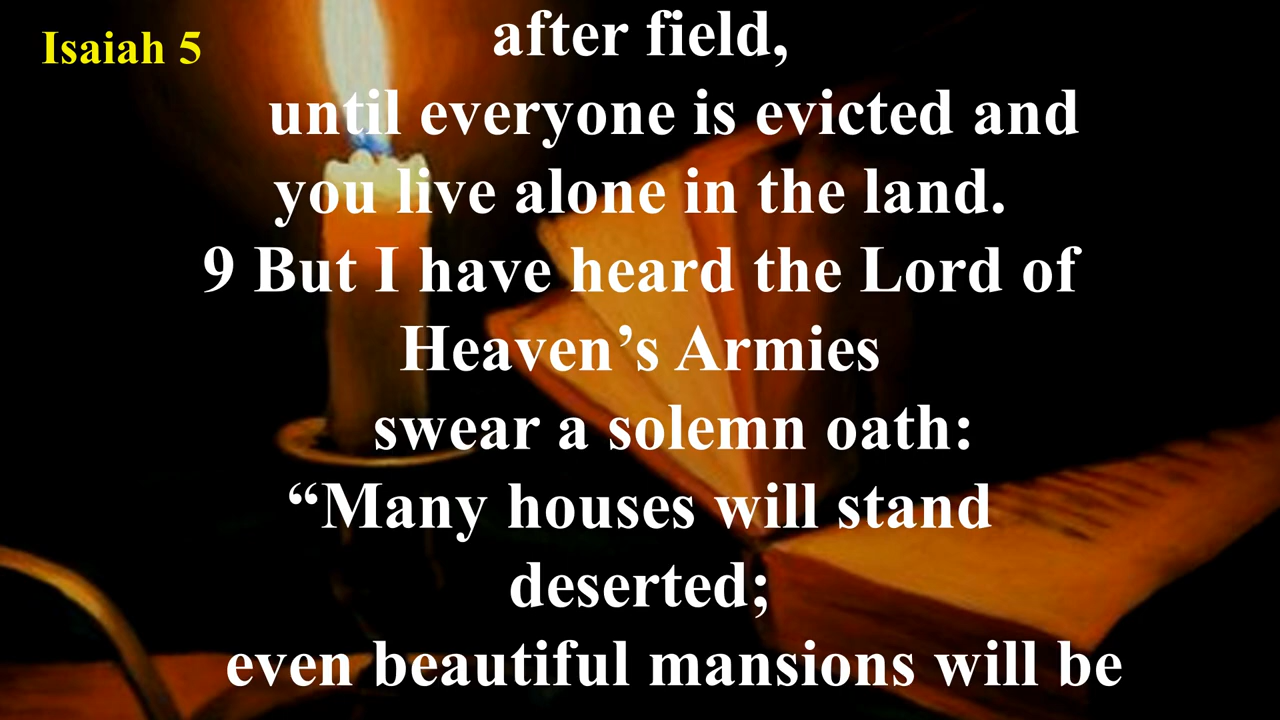 Isaiah 5
after field,
until everyone is evicted and
you live alone in the land.
9 But I have heard the Lord of
Heaven’s Armies
swear a solemn oath:
“Many houses will stand
deserted;
even beautiful mansions will be